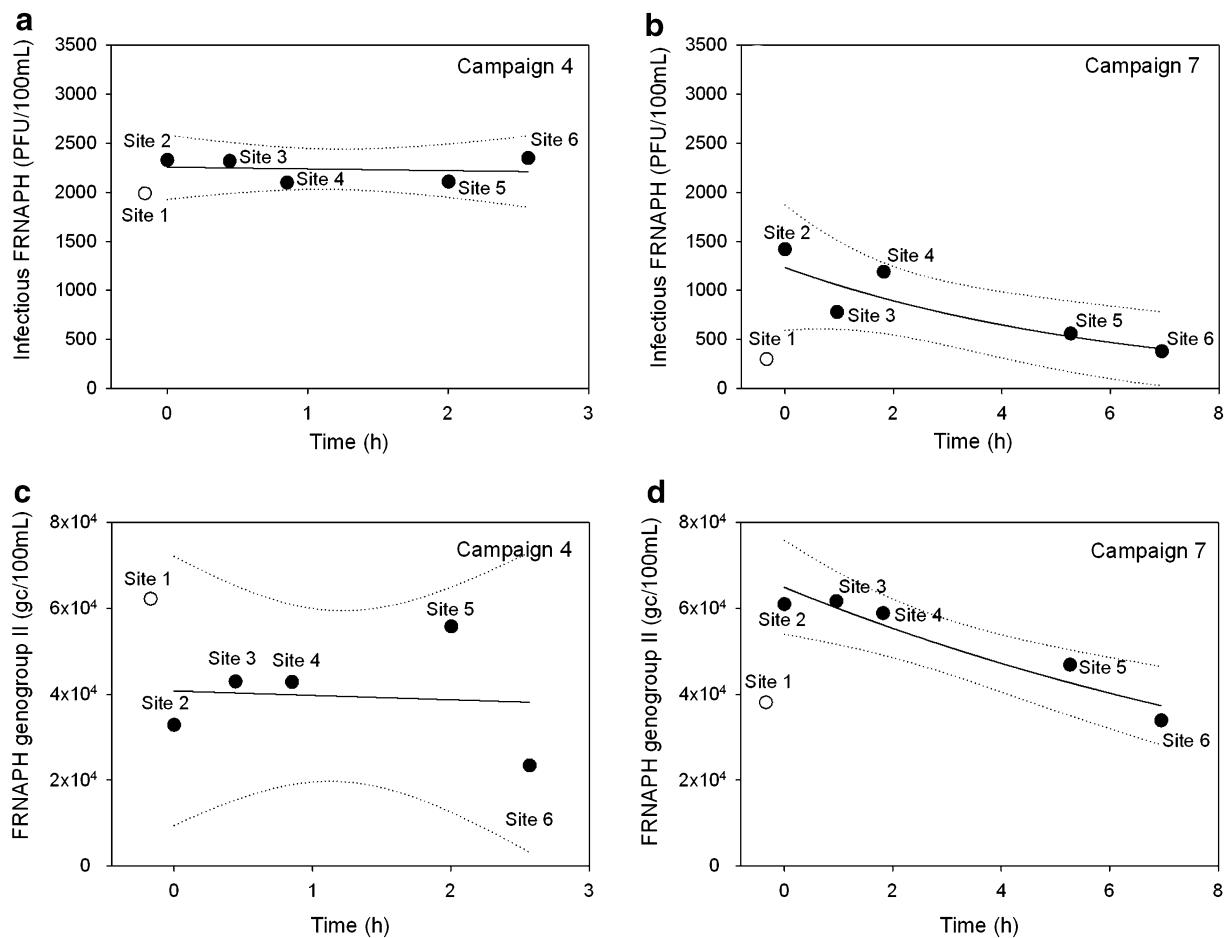 a
3500
3000
2500
2000
1500
1000
500
0
Infectious FRNAPH (PFU/100mL)
Campaign 4
Site 2
Site 3
Site 6
Site 4
Site 5
Site 1
0 1 2 3
Time (h)
b
3500
3000
2500
2000
1500
1000
500
0
Infectious FRNAPH (PFU/100mL)
Campaign 7
Site 2
Site 4
Site 3
Site 5
Site 1
Site 6
0 2 4 6 8
Time (h)
c
8x10⁴
6x10⁴
4x10⁴
2x10⁴
0
FRNAPH genogroup II (gc/100mL)
Campaign 4
Site 1
Site 5
Site 3
Site 4
Site 2
Site 6
0 1 2 3
Time (h)
d
8x10⁴
6x10⁴
4x10⁴
2x10⁴
0
FRNAPH genogroup II (gc/100mL)
Campaign 7
Site 3
Site 2
Site 4
Site 5
Site 1
Site 6
0 2 4 6 8
Time (h)